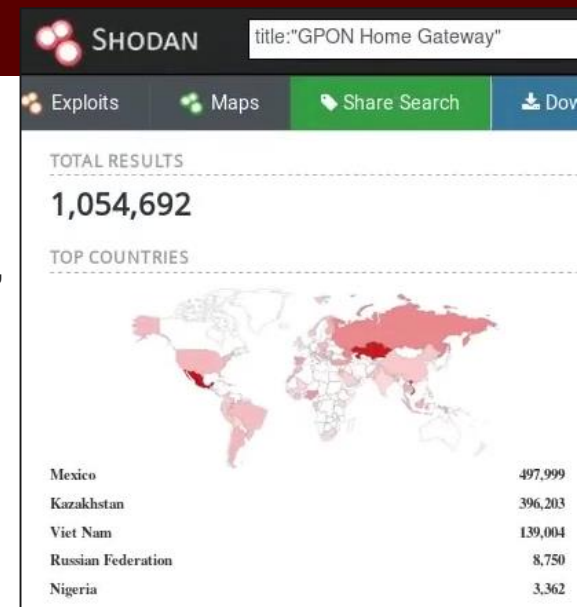 SHODAN
title:"GPON Home Gateway"
Exploits Maps Share Search
TOTAL RESULTS
1,054,692
TOP COUNTRIES
Mexico 497,999
Kazakhstan 396,203
Viet Nam 139,004
Russian Federation 8,750
Nigeria 3,362